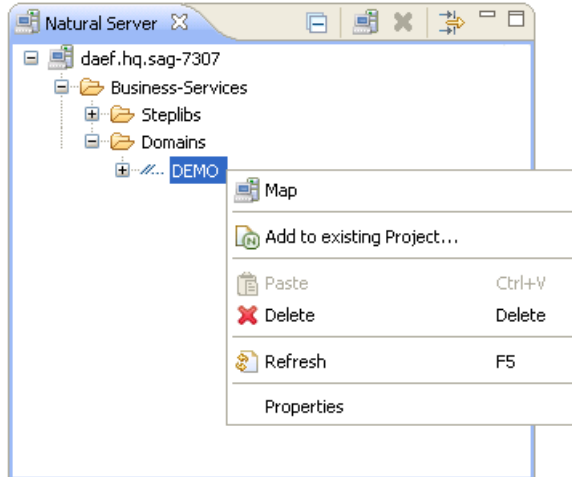 Natural Server
daef.hq.sag-7307
Business-Services
Steplibs
Domains
//... DEMO
Map
Add to existing Project...
Paste Ctrl+V
Delete Delete
Refresh F5
Properties